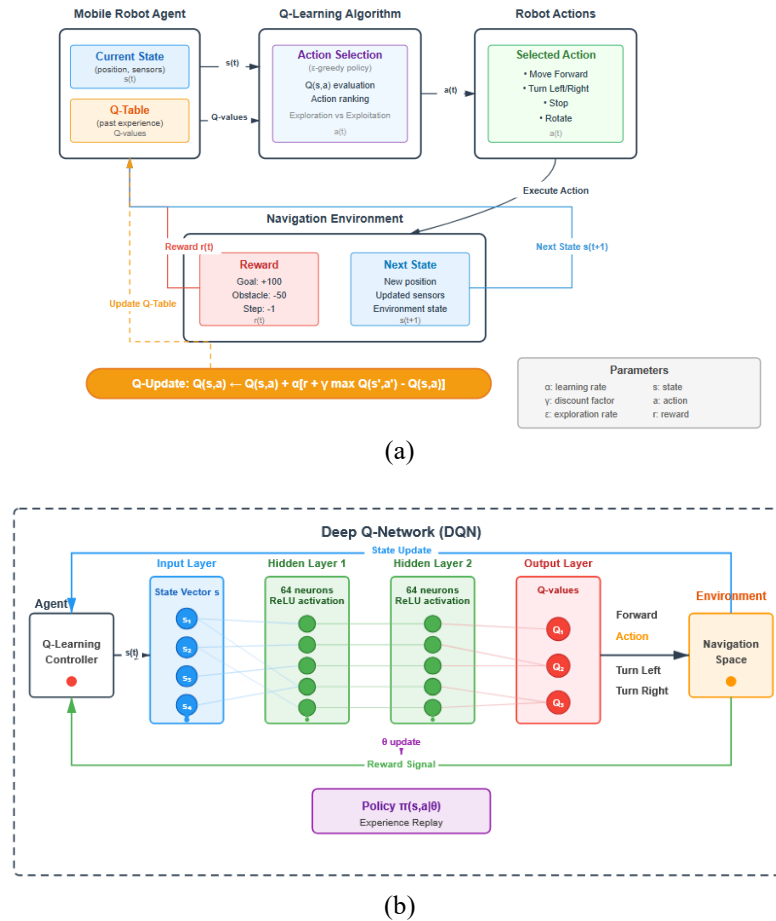 Mobile Robot Agent
Q-Learning Algorithm
Robot Actions
Current State
(position, sensors)
s(t)
Q-Table
(past experience)
Q-values
s(t)
Q-values
Action Selection
(ε-greedy policy)
Q(s,a) evaluation
Action ranking
Exploration vs Exploitation
a(t)
a(t)
Selected Action
• Move Forward
• Turn Left/Right
• Stop
• Rotate
a(t)
Execute Action
Navigation Environment
Reward r(t)
Next State s(t+1)
Reward
Goal: +100
Obstacle: -50
Step: -1
r(t)
Next State
New position
Updated sensors
Environment state
s(t+1)
Update Q-Table
Q-Update: Q(s,a) ← Q(s,a) + α[r + γ max Q(s',a') - Q(s,a)]
Parameters
α: learning rate
s: state
γ: discount factor
a: action
ε: exploration rate
r: reward
(a)
Deep Q-Network (DQN)
State Update
Input Layer
Hidden Layer 1
Hidden Layer 2
Output Layer
Agent
Q-Learning
Controller
s(t)
State Vector s
s₁
s₂
s₃
s₄
64 neurons
ReLU activation
64 neurons
ReLU activation
Q-values
Q₁
Q₂
Q₃
Forward
Action
Turn Left
Turn Right
Environment
Navigation
Space
θ update
Reward Signal
Policy π(s,a|θ)
Experience Replay
(b)